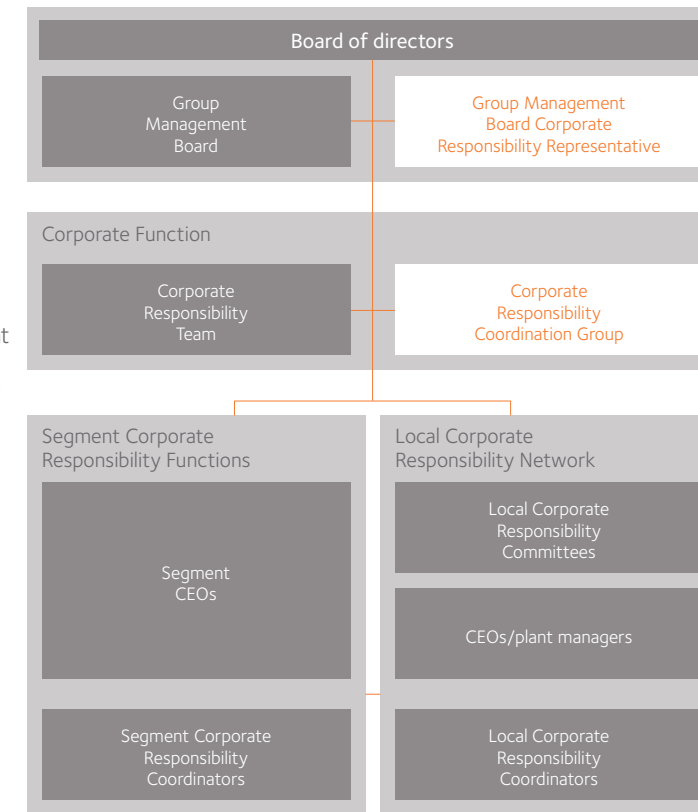 Board of directors
Group
Management
Board
Group Management
Board Corporate
Responsibility Representative
Corporate Function
Corporate
Responsibility
Team
Corporate
Responsibility
Coordination Group
Segment Corporate
Responsibility Functions
Segment
CEOs
Segment Corporate
Responsibility
Coordinators
Local Corporate
Responsibility Network
Local Corporate
Responsibility
Committees
CEOs/plant managers
Local Corporate
Responsibility
Coordinators